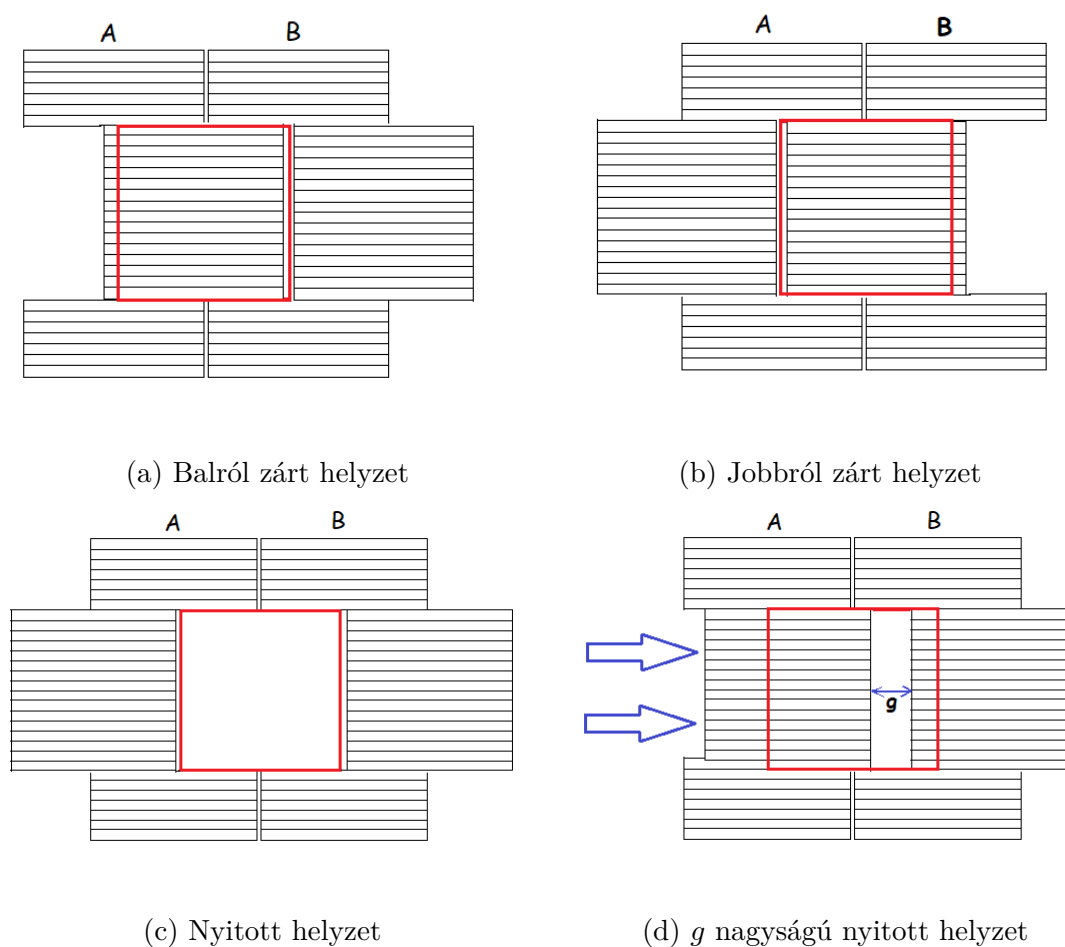 A B
A B
(a) Balról zárt helyzet
(b) Jobbról zárt helyzet
A B
A B
g
(c) Nyitott helyzet
(d) g nagyságú nyitott helyzet